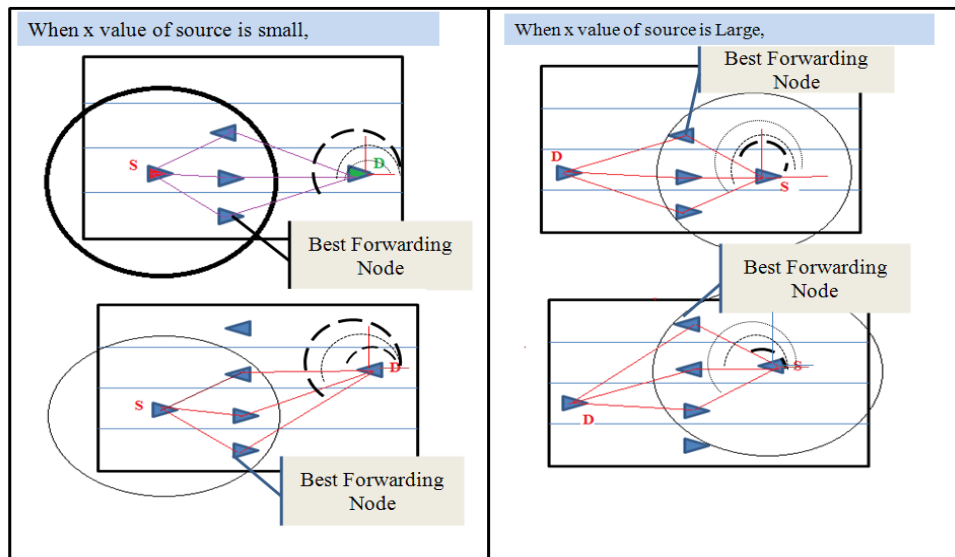 When x value of source is small,
S
D
Best Forwarding
Node
S
D
Best Forwarding
Node
When x value of source is Large,
Best Forwarding
Node
D
S
Best Forwarding
Node
S
D